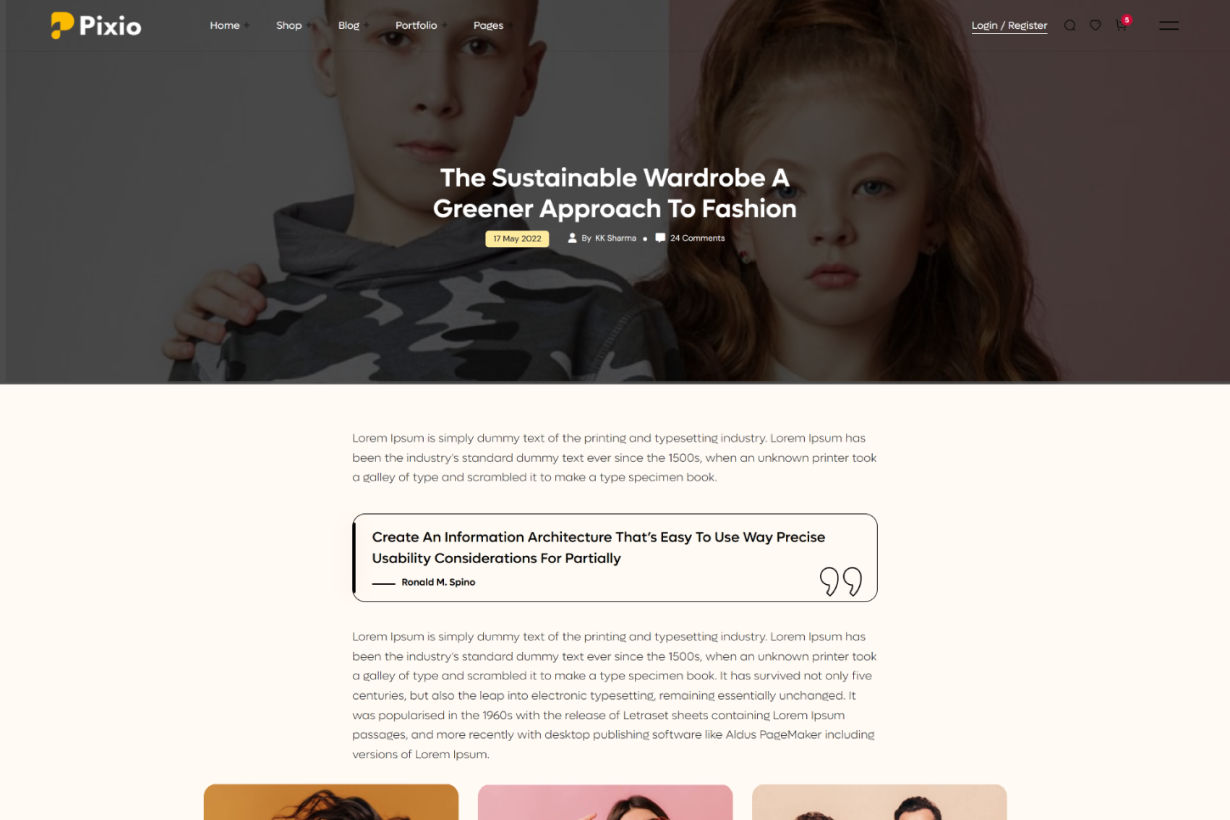 Pixio
Home + Shop + Blog + Portfolio + Pages +
Login / Register
5
The Sustainable Wardrobe A
Greener Approach To Fashion
17 May 2022 By KK Sharma 24 Comments
Lorem Ipsum is simply dummy text of the printing and typesetting industry. Lorem Ipsum has
been the industry's standard dummy text ever since the 1500s, when an unknown printer took
a galley of type and scrambled it to make a type specimen book.
Create An Information Architecture That's Easy To Use Way Precise
Usability Considerations For Partially
Ronald M. Spino
Lorem Ipsum is simply dummy text of the printing and typesetting industry. Lorem Ipsum has
been the industry's standard dummy text ever since the 1500s, when an unknown printer took
a galley of type and scrambled it to make a type specimen book. It has survived not only five
centuries, but also the leap into electronic typesetting, remaining essentially unchanged. It
was popularised in the 1960s with the release of Letraset sheets containing Lorem Ipsum
passages, and more recently with desktop publishing software like Aldus PageMaker including
versions of Lorem Ipsum.